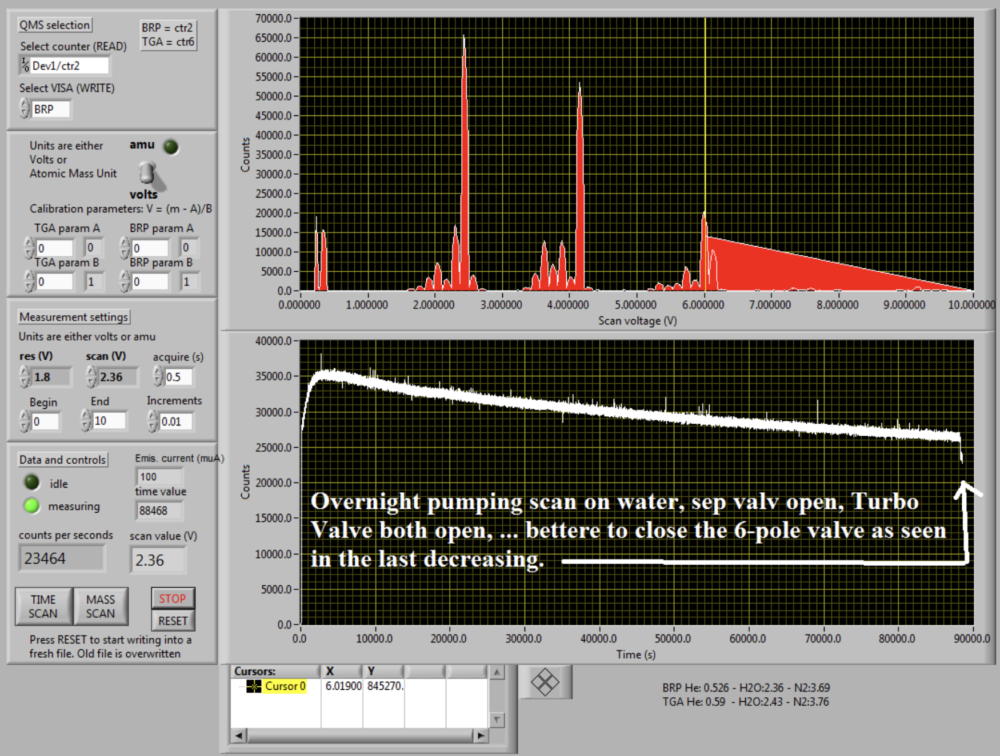 QMS selection
BRP = ctr2
TGA = ctr6
Select counter (READ)
I/0 Dev1/ctr2
Select VISA (WRITE)
BRP
Units are either
Volts or
Atomic Mass Unit
amu
volts
Calibration parameters: V = (m - A)/B
TGA param A BRP param A
0 0 0 0
TGA param B BRP param B
0 1 0 1
Measurement settings
Units are either volts or amu
res (V) scan (V) acquire (s)
1.8 2.36 0.5
Begin End Increments
0 10 0.01
Data and controls
Emis. current (muA)
idle
100
time value
measuring
88468
counts per seconds scan value (V)
23464 2.36
TIME SCAN
MASS SCAN
STOP
RESET
Press RESET to start writing into a
fresh file. Old file is overwritten
70000.0
65000.0
60000.0
55000.0
50000.0
45000.0
40000.0
35000.0
30000.0
25000.0
20000.0
15000.0
10000.0
5000.0
0.0
Counts
0.000000 1.000000 2.000000 3.000000 4.000000 5.000000 6.000000 7.000000 8.000000 9.000000 10.000000
Scan voltage (V)
40000.0
35000.0
30000.0
25000.0
20000.0
15000.0
10000.0
5000.0
0.0
Counts
Overnight pumping scan on water, sep valv open, Turbo
Valve both open, ... bettere to close the 6-pole valve as seen
in the last decreasing.
0.0 10000.0 20000.0 30000.0 40000.0 50000.0 60000.0 70000.0 80000.0 90000.0
Time (s)
Cursors: X Y
Cursor 0 6.01900 845270.
BRP He: 0.526 - H2O:2.36 - N2:3.69
TGA He: 0.59 - H2O:2.43 - N2:3.76